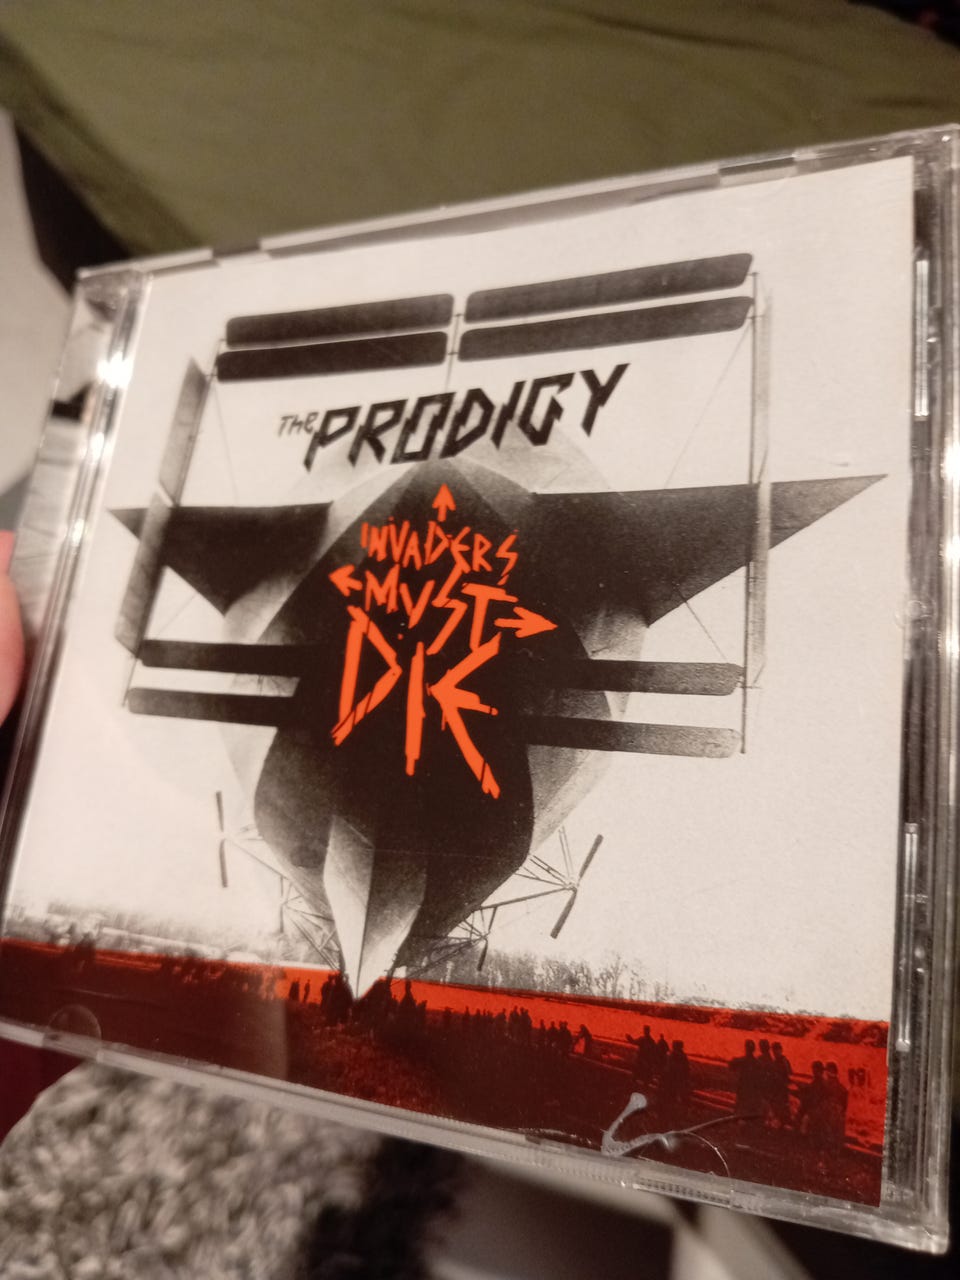 The PRODIGY
INVADERS
MUST
DIE